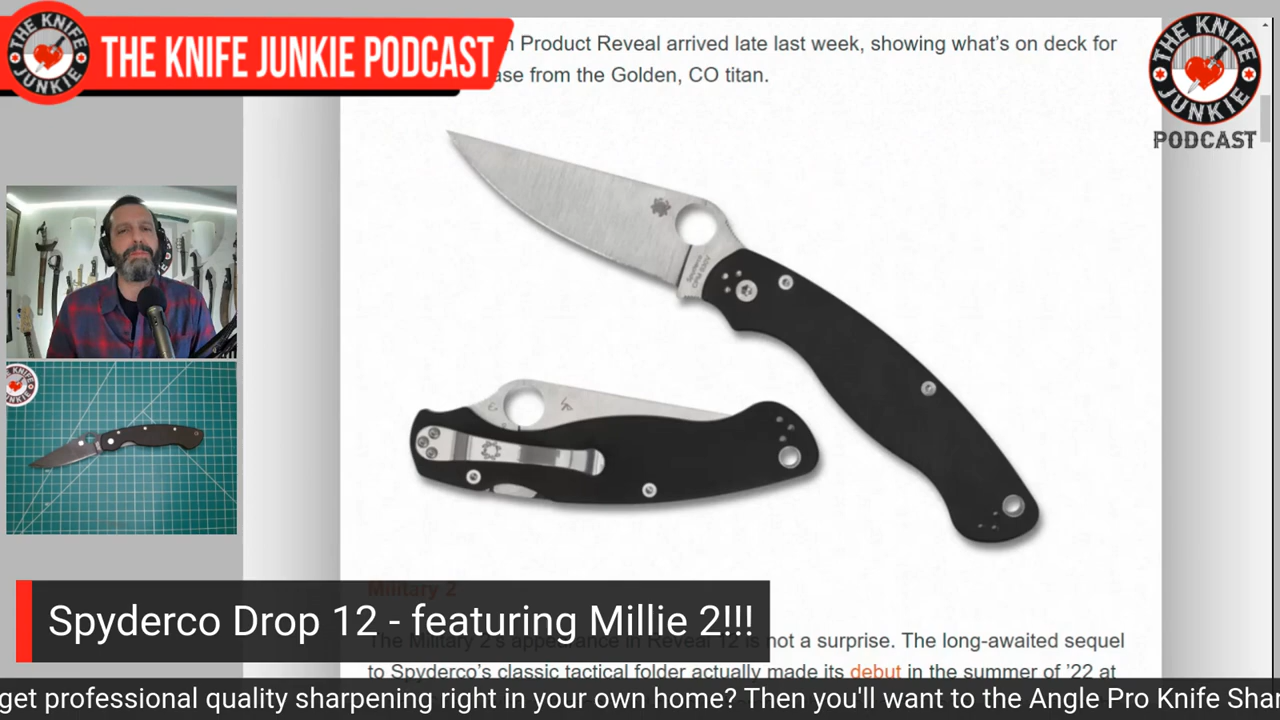 THE KNIFE JUNKIE
THE KNIFE JUNKIE PODCAST
Product Reveal arrived late last week, showing what's on deck for
from the Golden, CO titan.
THE KNIFE JUNKIE
PODCAST
Military 2
Spyderco Drop 12 - featuring Millie 2!!!
The Military 2's appearance in Reveal 12 is not a surprise. The long-awaited sequel
to Spyderco's classic tactical folder actually made its debut in the summer of '22 at
get professional quality sharpening right in your own home? Then you'll want to the Angle Pro Knife Shar